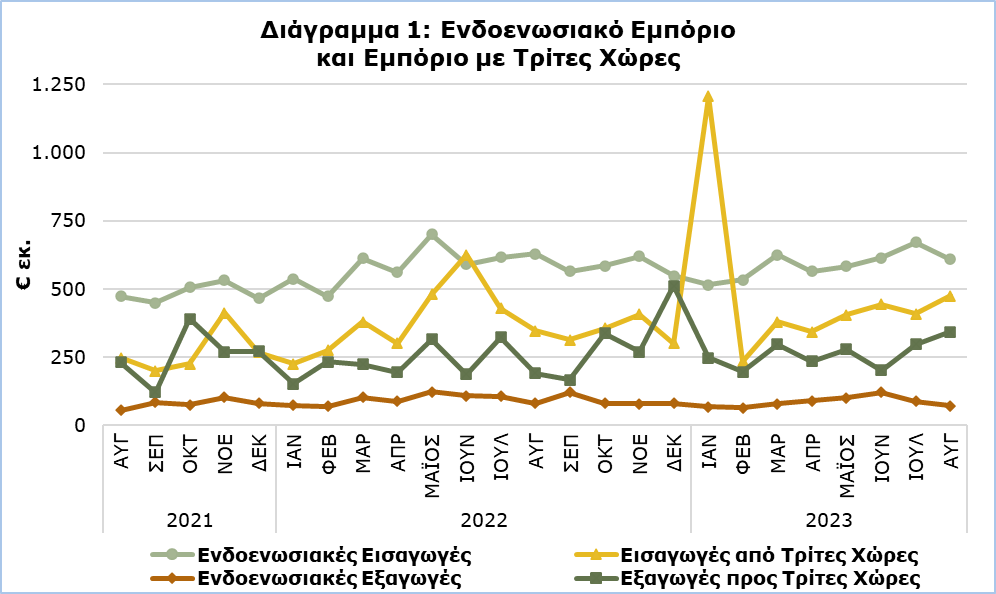 Διάγραμμα 1: Ενδοενωσιακό Εμπόριο
και Εμπόριο με Τρίτες Χώρες
€ εκ.
1.250
1.000
750
500
250
0
ΑΥΓ ΣΕΠ ΟΚΤ ΝΟΕ ΔΕΚ ΙΑΝ ΦΕΒ ΜΑΡ ΑΠΡ ΜΑΪΟΣ ΙΟΥΝ ΙΟΥΛ ΑΥΓ ΣΕΠ ΟΚΤ ΝΟΕ ΔΕΚ ΙΑΝ ΦΕΒ ΜΑΡ ΑΠΡ ΜΑΪΟΣ ΙΟΥΝ ΙΟΥΛ ΑΥΓ
2021 2022 2023
Ενδοενωσιακές Εισαγωγές Εισαγωγές από Τρίτες Χώρες
Ενδοενωσιακές Εξαγωγές Εξαγωγές προς Τρίτες Χώρες